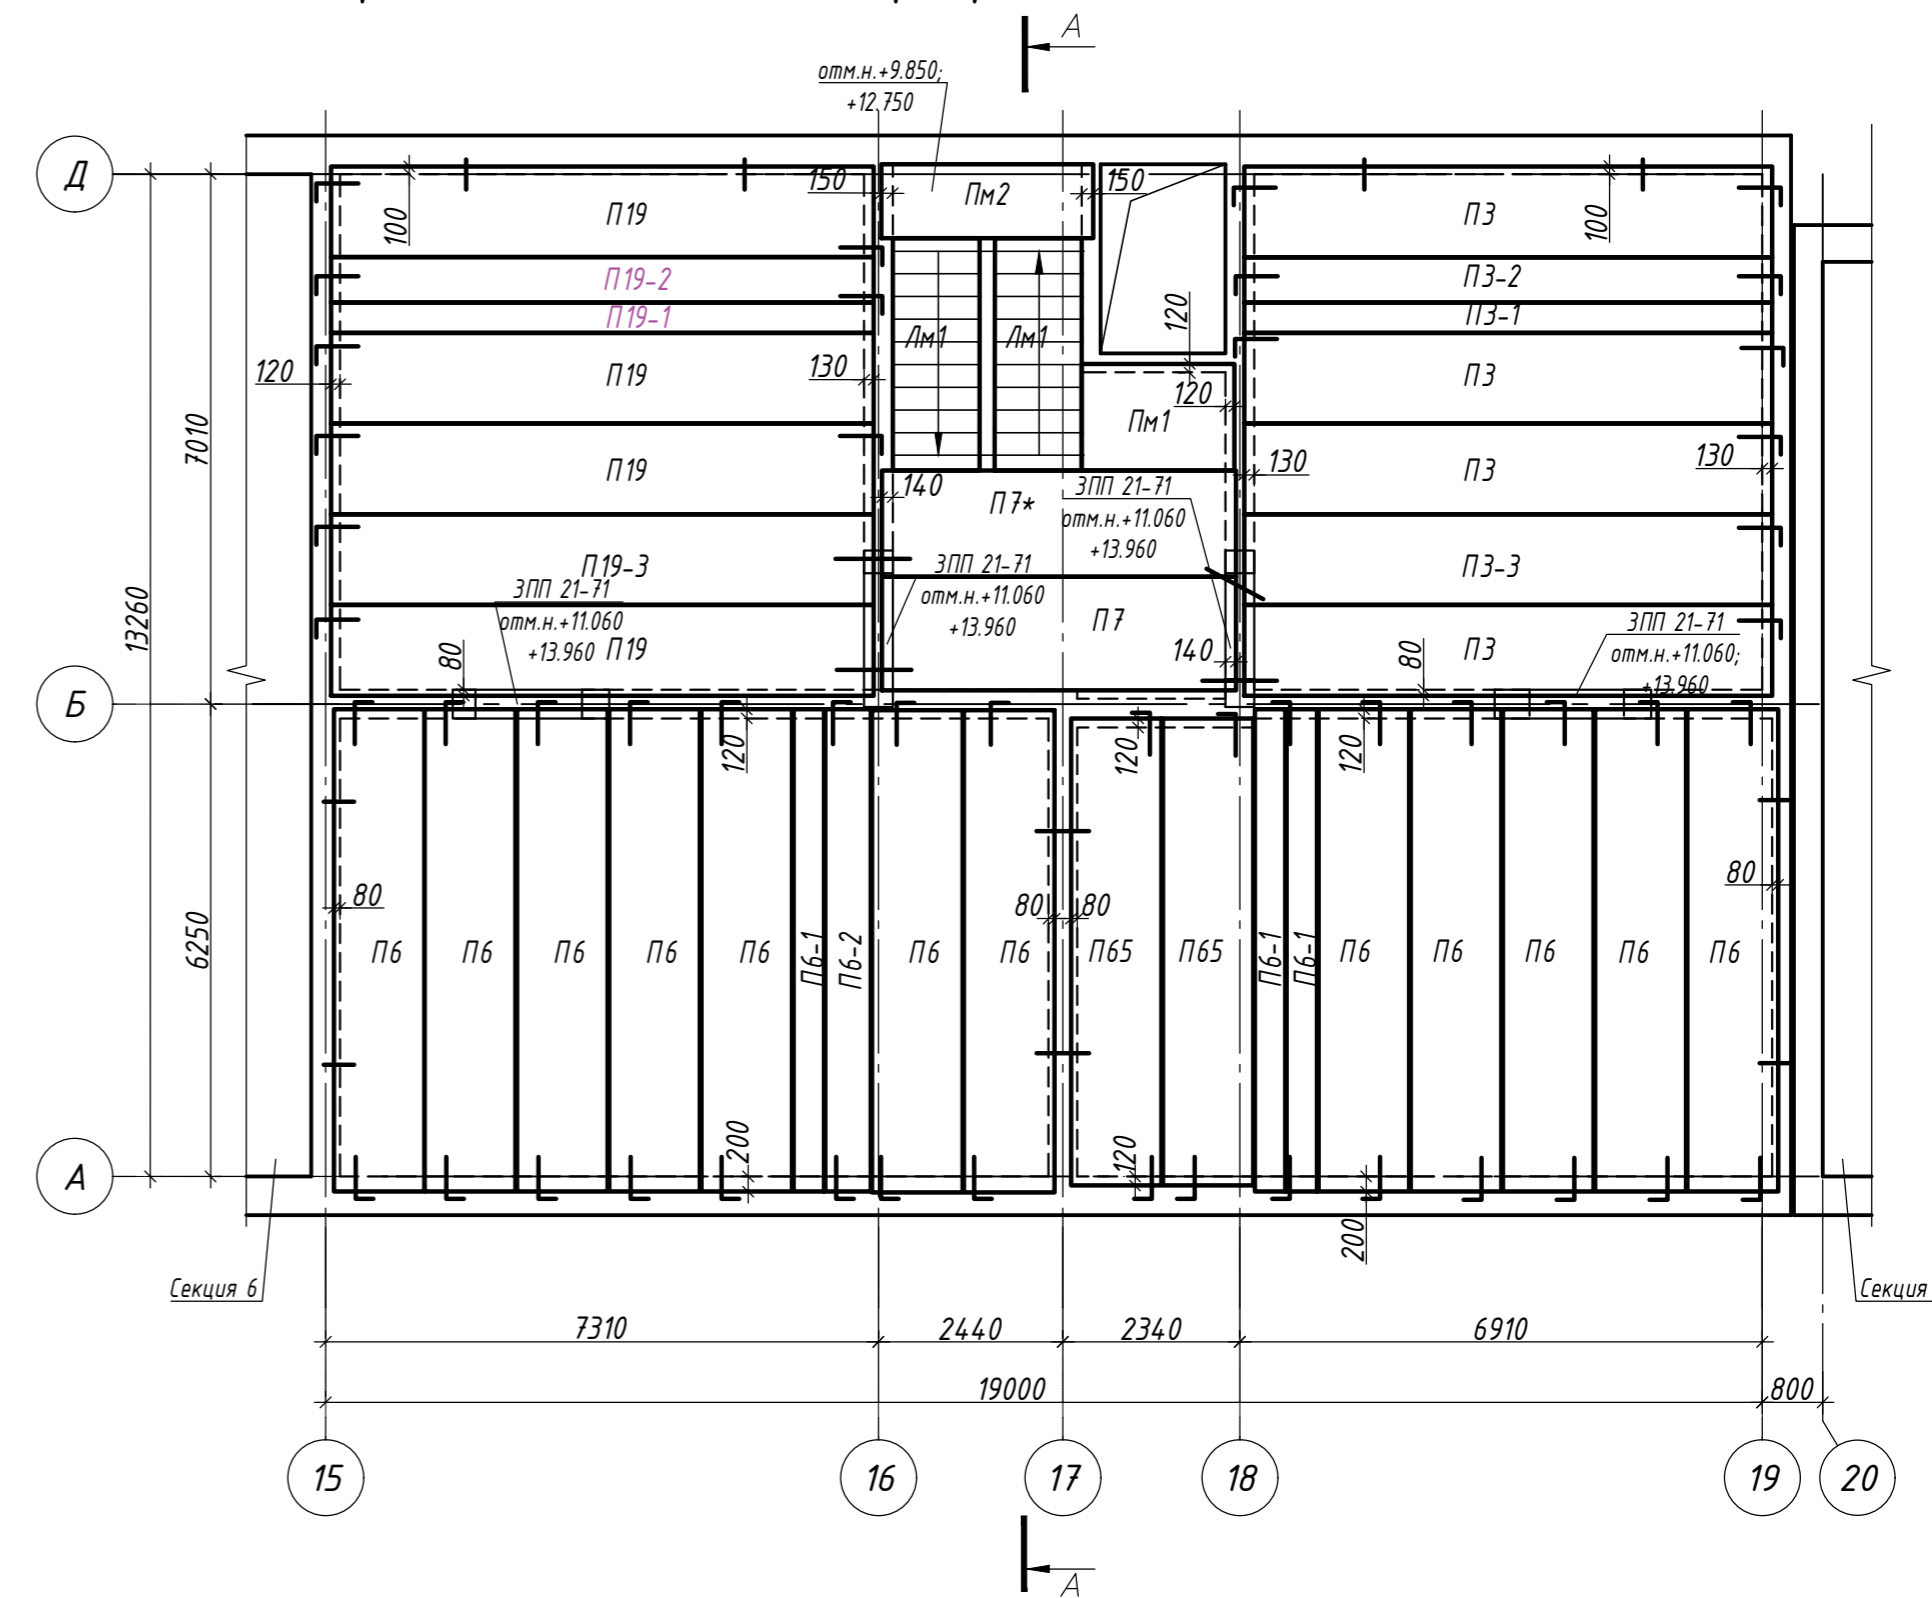 А
отм.н.+9.850;
+12.750
Д
150
Пм2
150
П19
100
П3
100
П19-2
П3-2
П19-1
П3-1
120
Лм1
Лм1
120
П19
130
П3
120
Пм1
7010
П19
130
П3
130
140
П7*
ЗПП 21-71
отм.н.+11.060
+13.960
13260
П19-3
ЗПП 21-71
отм.н.+11.060
+13.960
ЗПП 21-71
отм.н.+11.060
+13.960
П3-3
П7
ЗПП 21-71
отм.н.+11.060;
+13.960
80
П19
140
80
П3
Б
120
120
120
6250
80
80
80
80
П6
П6
П6
П6
П6
П6-1
П6-2
П6
П6
П65
П65
П6-1
П6-1
П6
П6
П6
П6
П6
200
120
А
200
Секция 6
Секция
7310
2440
2340
6910
19000
800
15
16
17
18
19
20
А